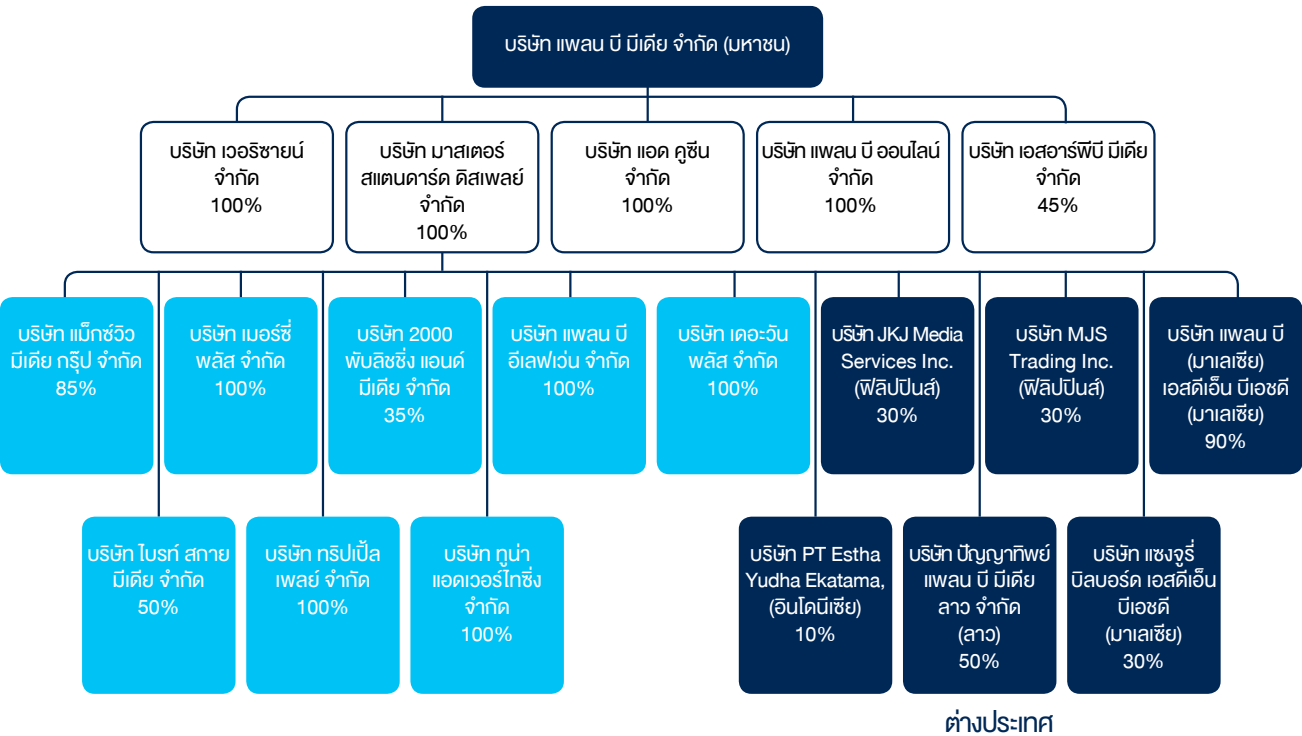 บริษัท แพลน บี มีเดีย จำกัด (มหาชน)
บริษัท เวอริซายน์
จำกัด
100%
บริษัท มาสเตอร์
สแตนดาร์ด ดิสเพลย์
จำกัด
100%
บริษัท แอด คูซีน
จำกัด
100%
บริษัท แพลน บี ออนไลน์
จำกัด
100%
บริษัท เอสอาร์พีบี มีเดีย
จำกัด
45%
บริษัท แม็กซ์วิว
มีเดีย กรุ๊ป จำกัด
85%
บริษัท เมอร์ซี่
พลัส จำกัด
100%
บริษัท 2000
พับลิชชิ่ง แอนด์
มีเดีย จำกัด
35%
บริษัท แพลน บี
อีเลฟเว่น จำกัด
100%
บริษัท เดอะวัน
พลัส จำกัด
100%
บริษัท JKJ Media
Services Inc.
(ฟิลิปปินส์)
30%
บริษัท MJS
Trading Inc.
(ฟิลิปปินส์)
30%
บริษัท แพลน บี
(มาเลเซีย)
เอสดีเอ็น บีเอชดี
(มาเลเซีย)
90%
บริษัท ไบรท์ สกาย
มีเดีย จำกัด
50%
บริษัท ทริปเปิ้ล
เพลย์ จำกัด
100%
บริษัท ทูน่า
แอดเวอร์ไทซิ่ง
จำกัด
100%
บริษัท PT Estha
Yudha Ekatama,
(อินโดนีเซีย)
10%
บริษัท ปัญญาทิพย์
แพลน บี มีเดีย
ลาว จำกัด
(ลาว)
50%
บริษัท แซงจูรี่
บิลบอร์ด เอสดีเอ็น
บีเอชดี
(มาเลเซีย)
30%
ต่างประเทศ